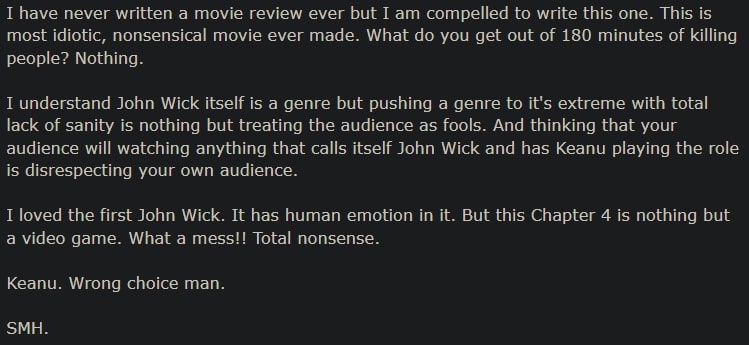 I have never written a movie review ever but I am compelled to write this one. This is
most idiotic, nonsensical movie ever made. What do you get out of 180 minutes of killing
people? Nothing.
I understand John Wick itself is a genre but pushing a genre to it's extreme with total
lack of sanity is nothing but treating the audience as fools. And thinking that your
audience will watching anything that calls itself John Wick and has Keanu playing the role
is disrespecting your own audience.
I loved the first John Wick. It has human emotion in it. But this Chapter 4 is nothing but
a video game. What a mess!! Total nonsense.
Keanu. Wrong choice man.
SMH.